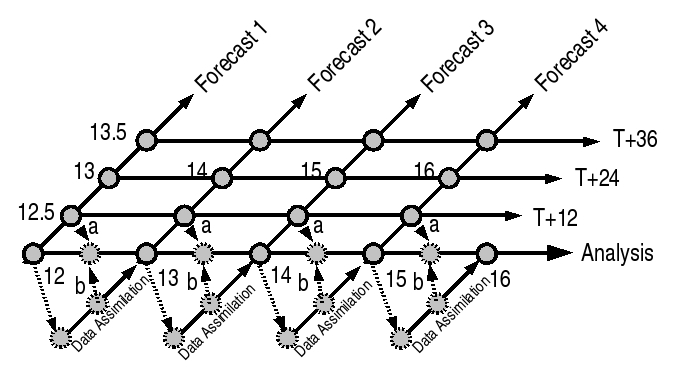 Forecast 1
Forecast 2
Forecast 3
Forecast 4
13.5
T+36
13
14
15
16
T+24
12.5
T+12
a
a
a
a
Analysis
12
13
14
15
16
b
b
b
b
Data Assimilation
Data Assimilation
Data Assimilation
Data Assimilation